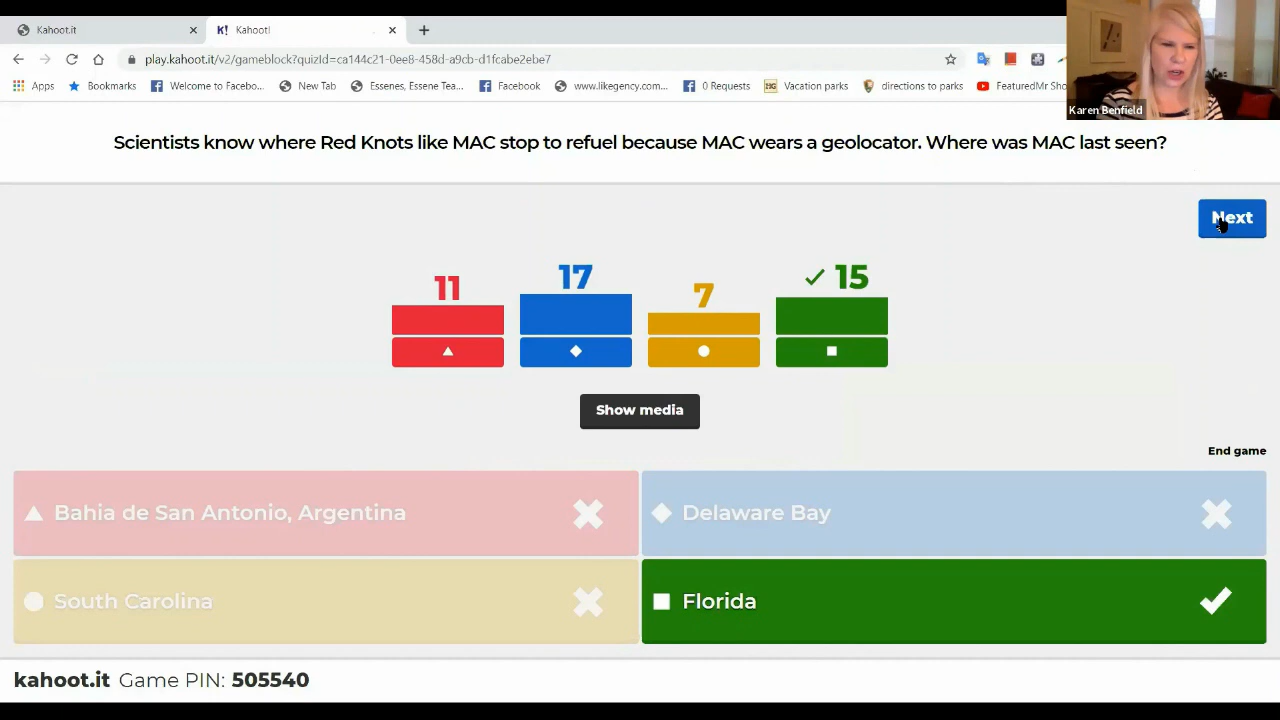 Kahoot.it
K! Kahoot!
play.kahoot.it/v2/gameblock?quizId=3a144c21-0ee8-458d-a9cb-d1fcabe2ebe7
Apps Bookmarks Welcome to Facebo... New Tab Essenes, Essene Tea... Facebook www.likegency.com/... 0 Requests HG Vacation parks directions to parks FeaturedMr Sho
Karen Benfield
Scientists know where Red Knots like MAC stop to refuel because MAC wears a geolocator. Where was MAC last seen?
Next
11 17 7 15
Show media
End game
Bahia de San Antonio, Argentina
Delaware Bay
South Carolina
Florida
kahoot.it Game PIN: 505540